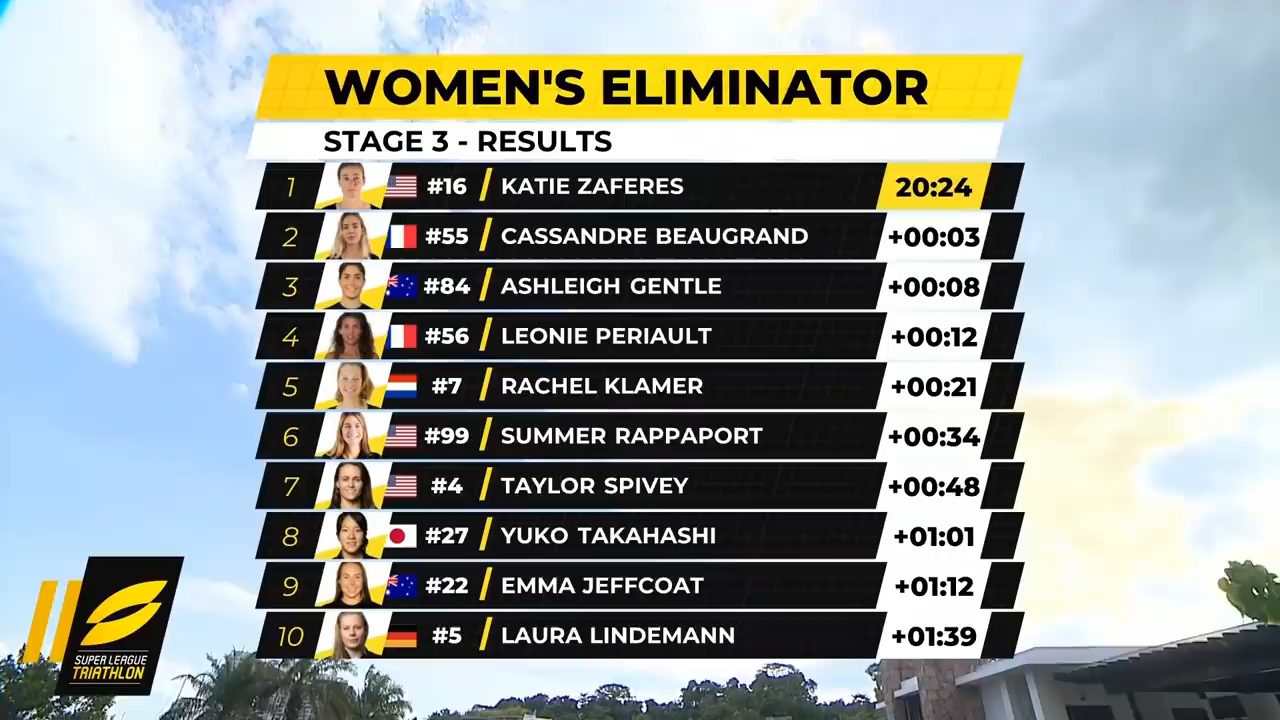 WOMEN'S ELIMINATOR
STAGE 3 - RESULTS
1 #16 / KATIE ZAFERES 20:24
2 #55 / CASSANDRE BEAUGRAND +00:03
3 #84 / ASHLEIGH GENTLE +00:08
4 #56 / LEONIE PERIAULT +00:12
5 #7 / RACHEL KLAMER +00:21
6 #99 / SUMMER RAPPAPORT +00:34
7 #4 / TAYLOR SPIVEY +00:48
8 #27 / YUKO TAKAHASHI +01:01
9 #22 / EMMA JEFFCOAT +01:12
10 #5 / LAURA LINDEMANN +01:39
SUPER LEAGUE
TRIATHLON